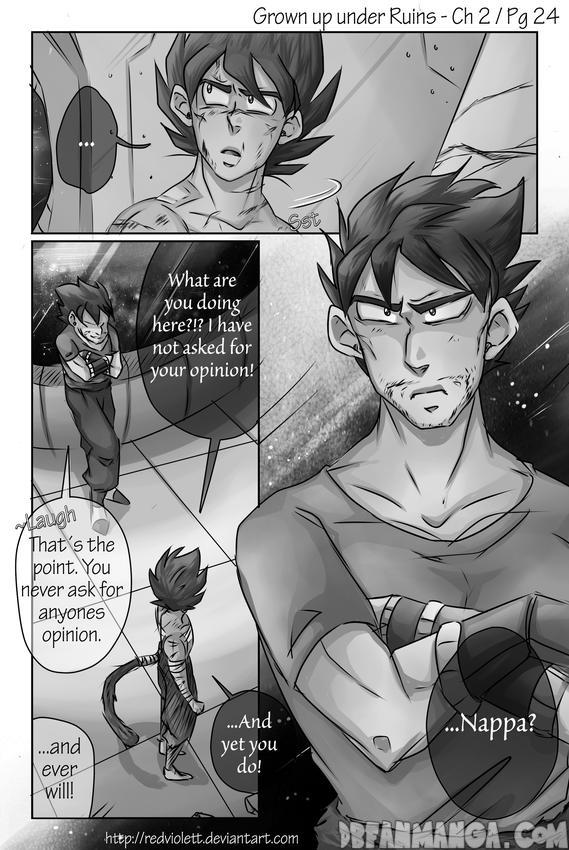 Grown up under Ruins - Ch 2 / Pg 24
...
Sst
...Nappa?
What are
you doing
here?!? I have
not asked for
your opinion!
~Laugh
That´s the
point. You
never ask for
anyones
opinion.
...And
yet you
do!
...and
ever
will!
http://redviolett.deviantart.com
DBFANMANGA.COM